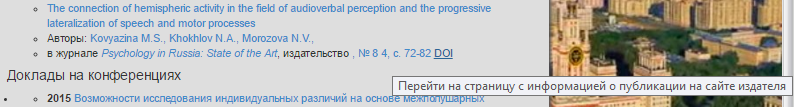 The connection of hemispheric activity in the field of audioverbal perception and the progressive
lateralization of speech and motor processes
Авторы: Kovyazina M.S., Khokhlov N.A., Morozova N.V.,
в журнале Psychology in Russia: State of the Art, издательство , № 8 4, с. 72-82 DOI
Доклады на конференциях
Перейти на страницу с информацией о публикации на сайте издателя
2015 Возможности исследования индивидуальных различий на основе межполушарных